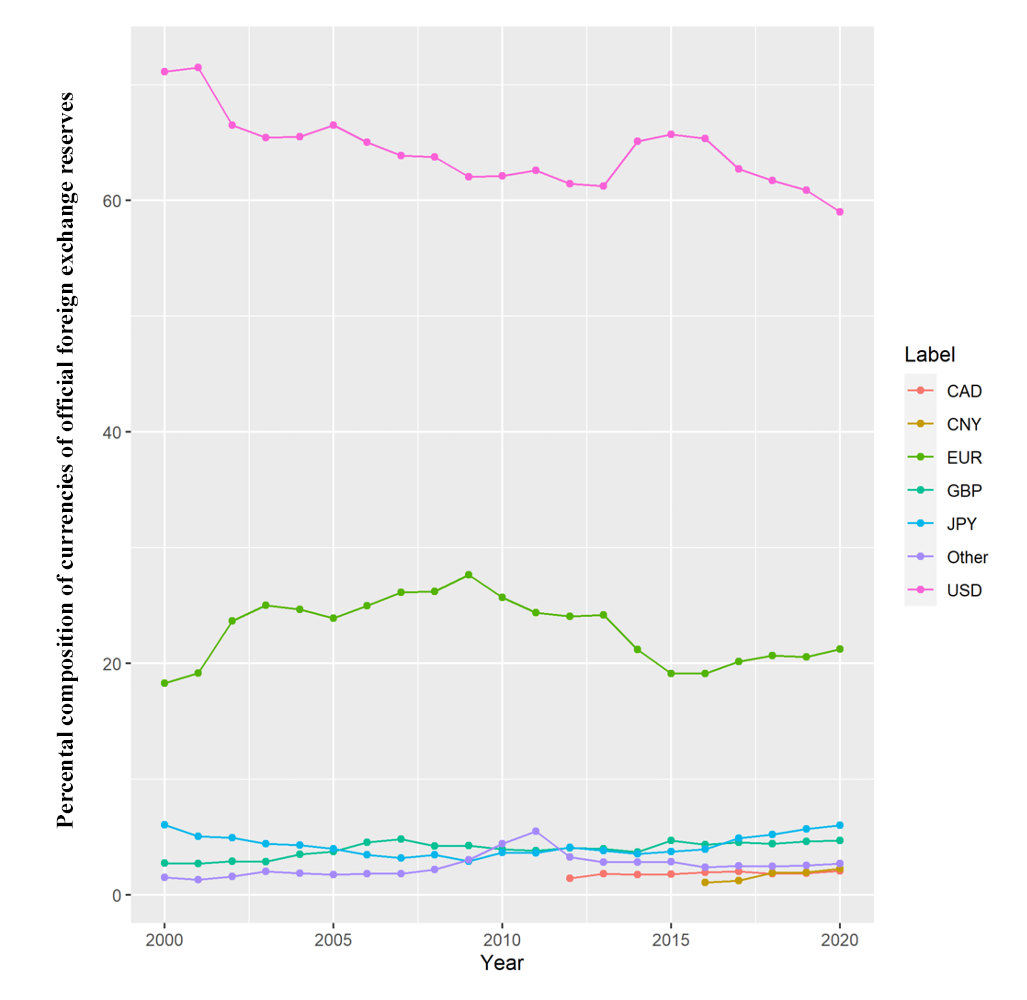 Percental composition of currencies of official foreign exchange reserves
60
40
20
0
2000
2005
2010
2015
2020
Year
Label
CAD
CNY
EUR
GBP
JPY
Other
USD